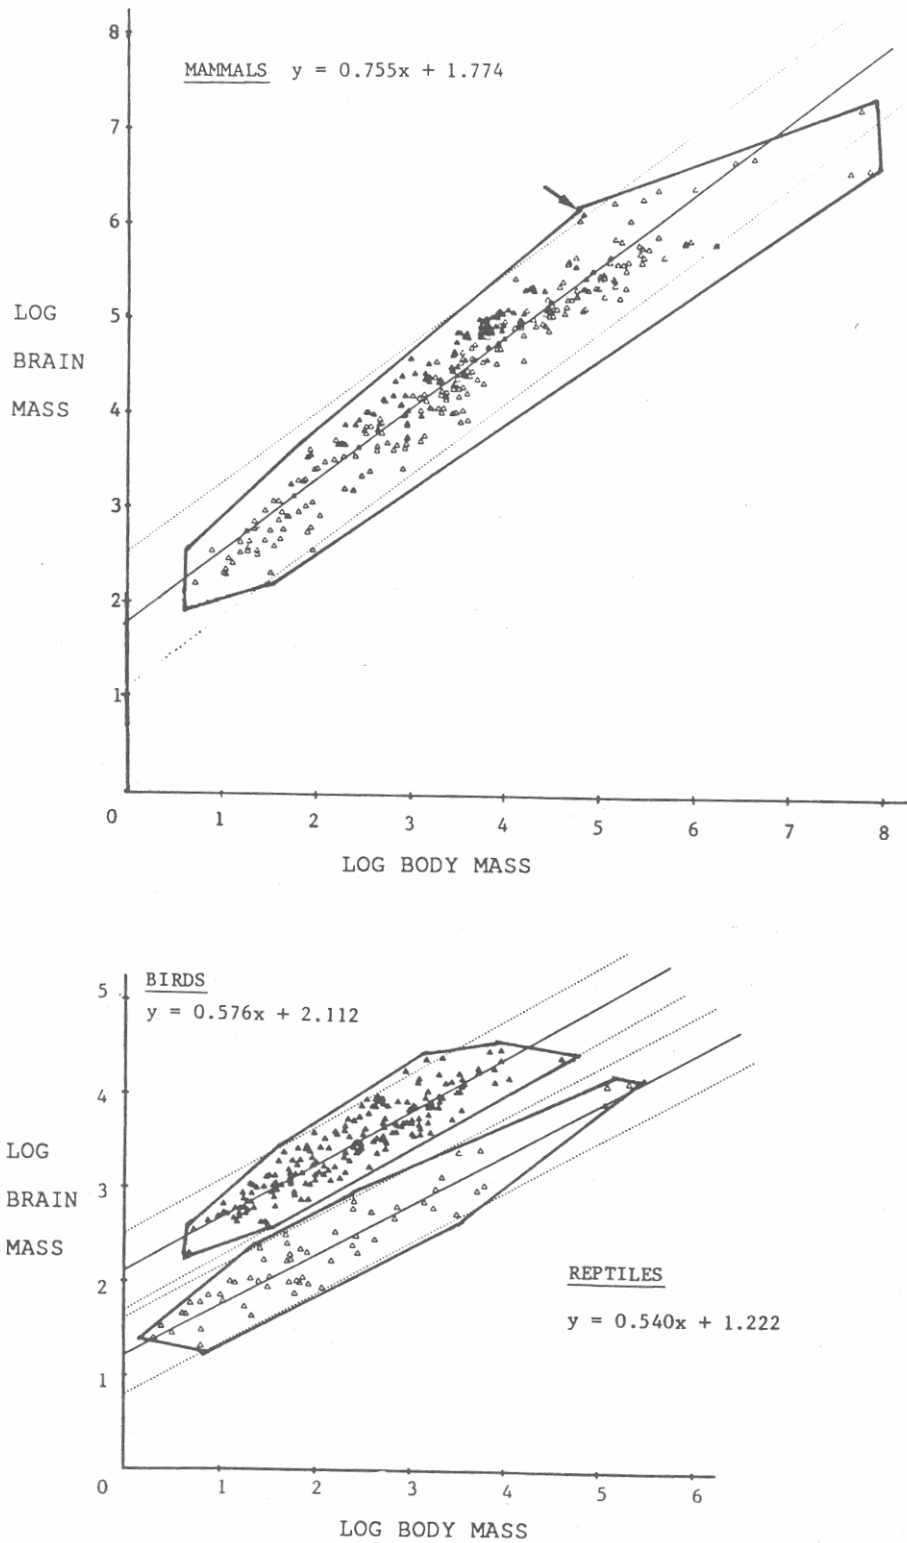 8
MAMMALS y = 0.755x + 1.774
7
6
5
LOG
BRAIN
MASS
4
3
2
1
0 1 2 3 4 5 6 7 8
LOG BODY MASS
BIRDS
5
y = 0.576x + 2.112
4
LOG
BRAIN
MASS
3
2
REPTILES
y = 0.540x + 1.222
1
0 1 2 3 4 5 6
LOG BODY MASS